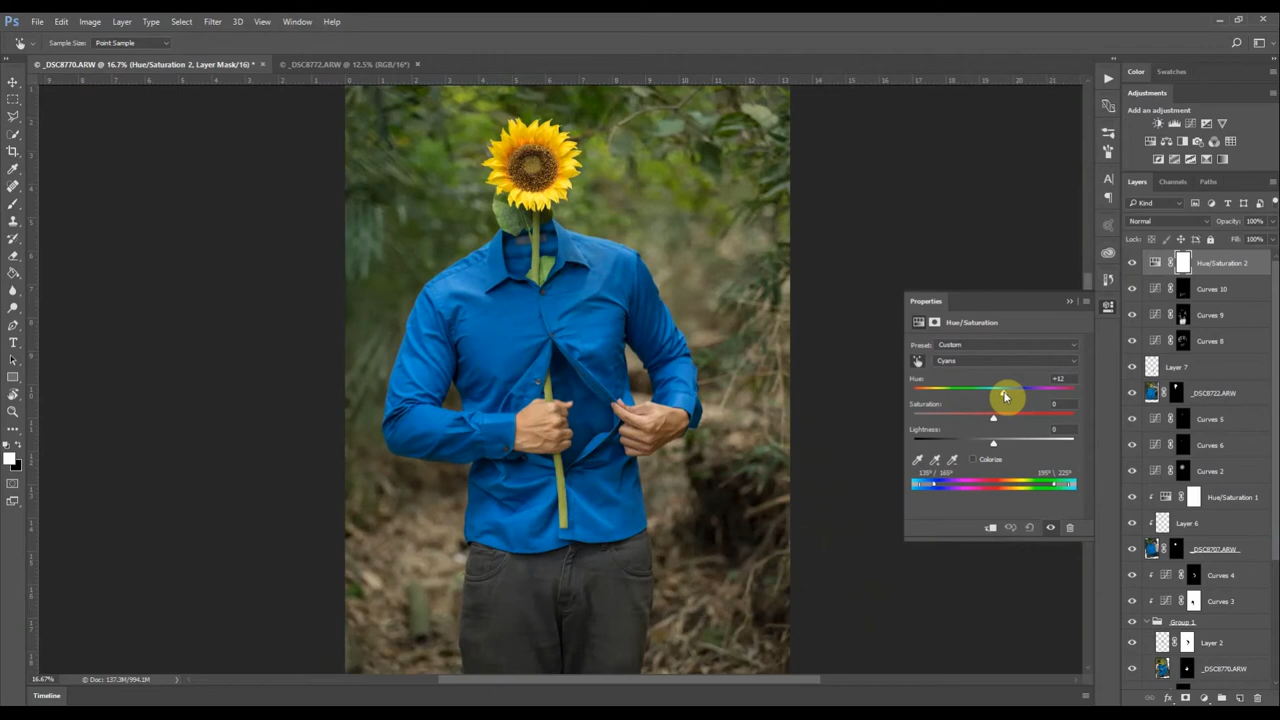 Ps File Edit Image Layer Type Select Filter 3D View Window Help
Sample Size: Point Sample
© _DSC8770.ARW @ 16.7% (Hue/Saturation 2, Layer Mask/16) * ×
© _DSC8772.ARW @ 12.5% (RGB/16*) ×
Color Swatches
Adjustments
Add an adjustment
Layers Channels Paths
Kind
Normal Opacity: 100%
Lock: Fill: 100%
Hue/Saturation 2
Curves 10
Curves 9
Curves 8
Layer 7
_DSC8722.ARW
Curves 5
Curves 6
Curves 2
Hue/Saturation 1
Layer 6
_DSC8707.ARW
Curves 4
Curves 3
Group 1
Layer 2
_DSC8770.ARW
Properties
Hue/Saturation
Preset: Custom
Cyans
Hue: +12
Saturation: 0
Lightness: 0
Colorize
135° / 165° 195° \ 225°
16.67% Doc: 137.3M/994.1M
Timeline